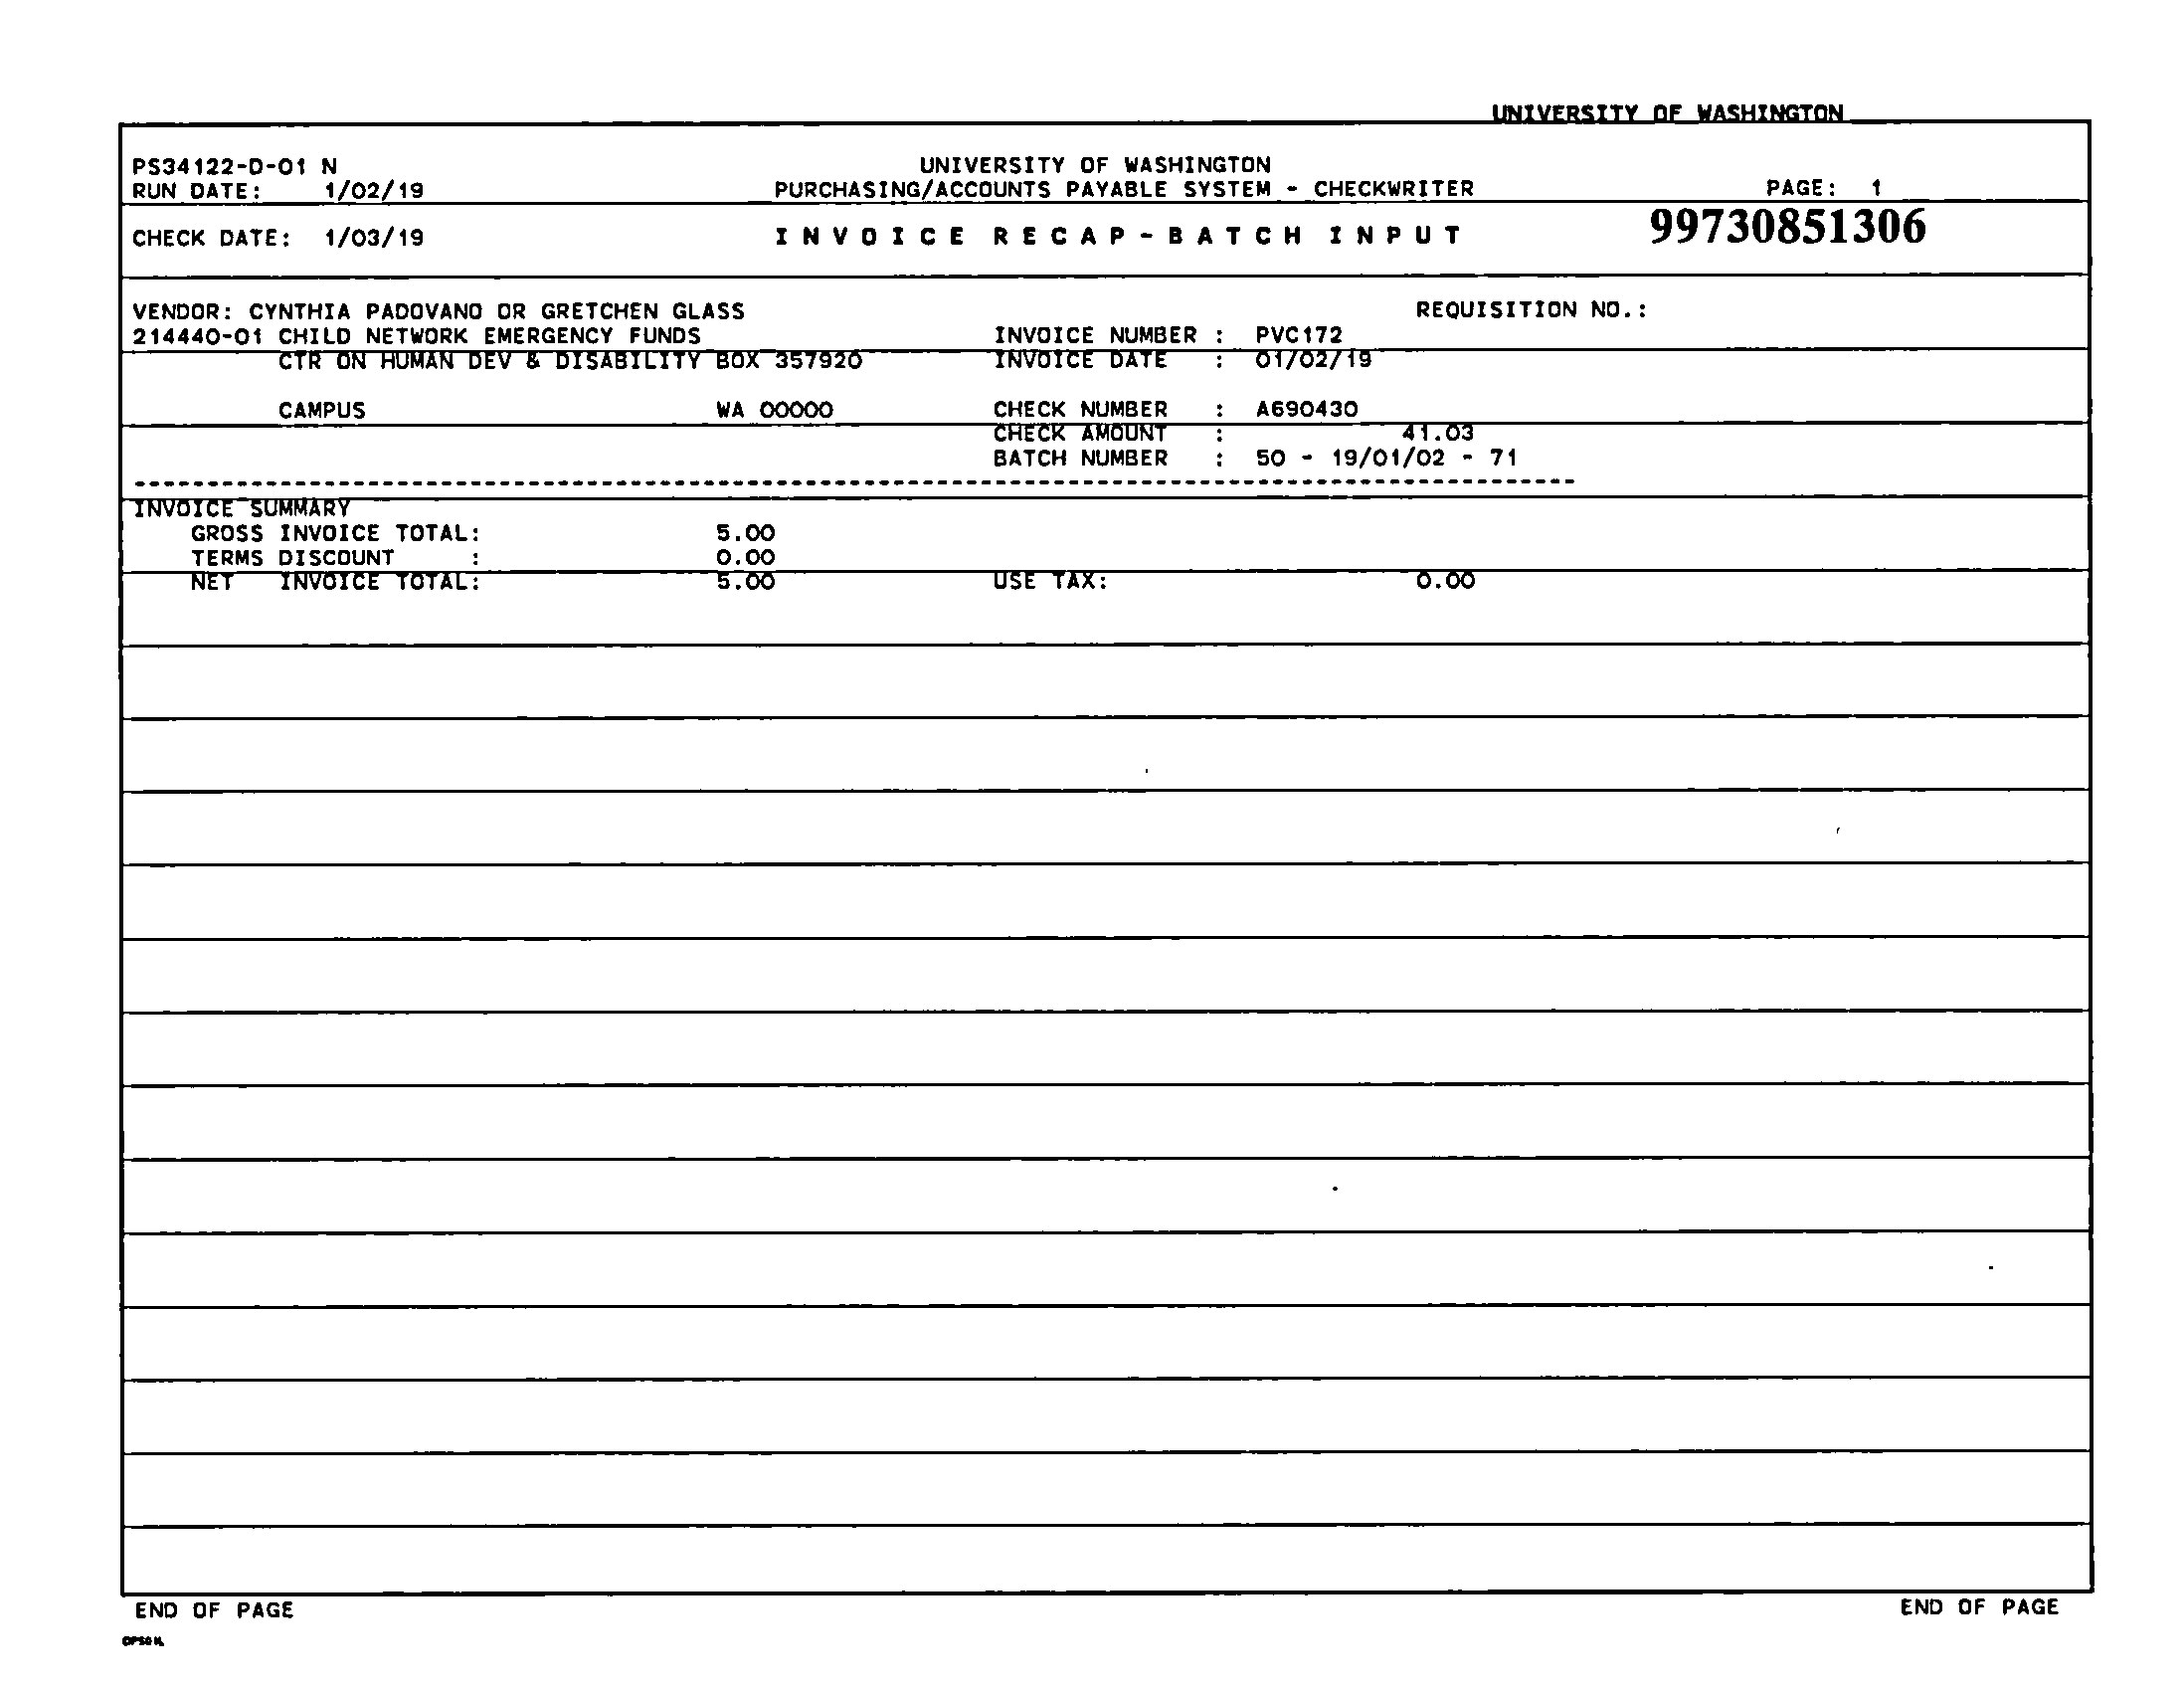 UNIVERSITY OF WASHINGTON
PS34122-D-01 N UNIVERSITY OF WASHINGTON
RUN DATE: 1/02/19 PURCHASING/ACCOUNTS PAYABLE SYSTEM - CHECKWRITER PAGE: 1
CHECK DATE: 1/03/19 INVOICE RECAP-BATCH INPUT 99730851306
VENDOR: CYNTHIA PADOVANO OR GRETCHEN GLASS REQUISITION NO.:
214440-01 CHILD NETWORK EMERGENCY FUNDS INVOICE NUMBER : PVC172
CTR ON HUMAN DEV & DISABILITY BOX 357920 INVOICE DATE : 01/02/19
CAMPUS WA 00000 CHECK NUMBER : A690430
CHECK AMOUNT : 41.03
BATCH NUMBER : 50 - 19/01/02 - 71
INVOICE SUMMARY
GROSS INVOICE TOTAL: 5.00
TERMS DISCOUNT : 0.00
NET INVOICE TOTAL: 5.00 USE TAX: 0.00
END OF PAGE END OF PAGE